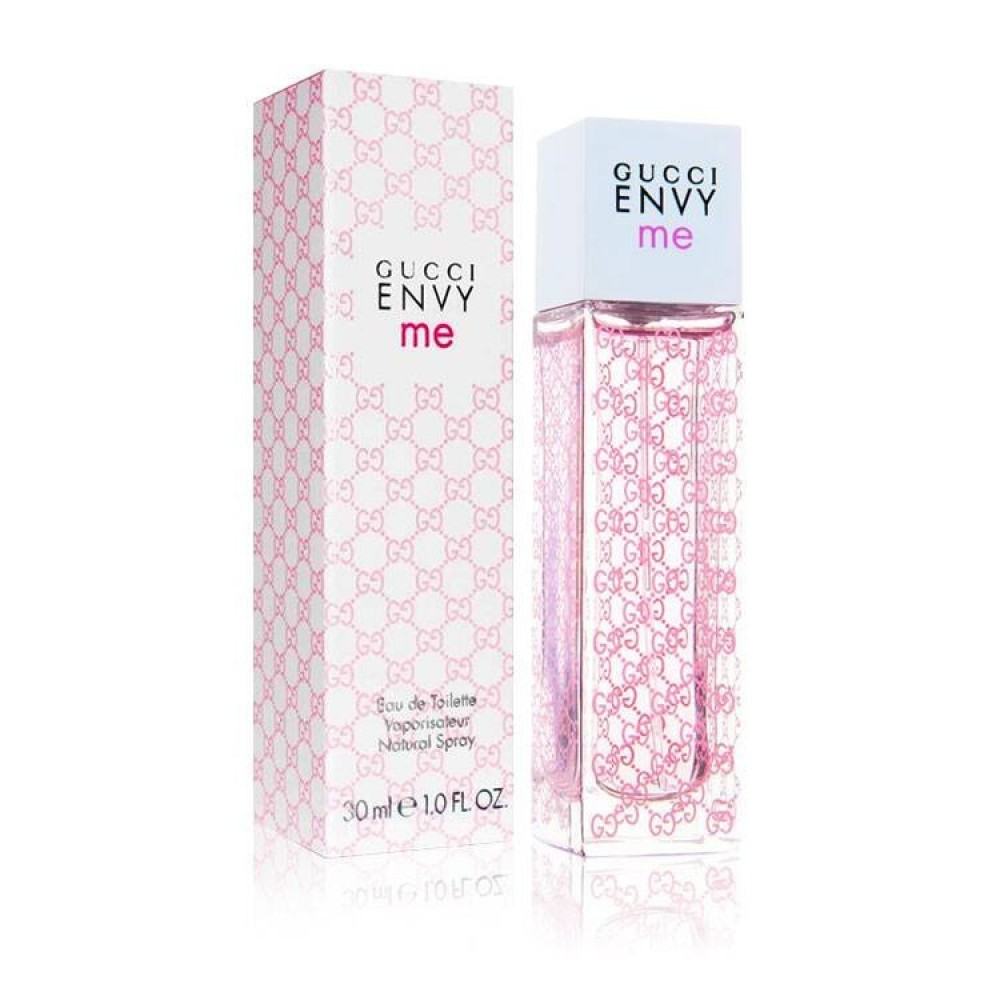 GUCCI
ENVY
me
Eau de Toilette
Vaporisateur
Natural Spray
30 ml e 1.0 FL. OZ.
GUCCI
ENVY
me